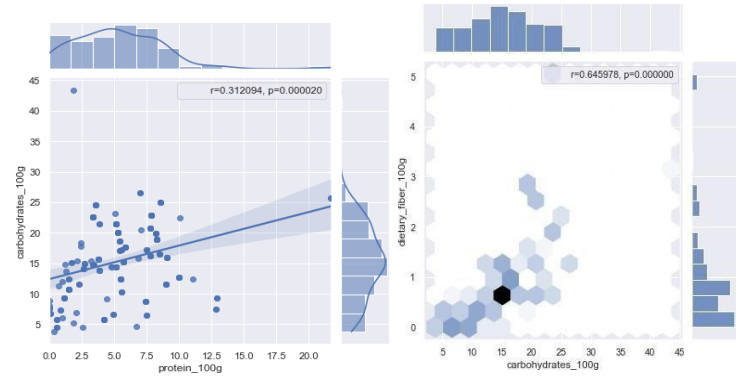 r=0.312094, p=0.000020
45
40
35
30
25
20
15
10
5
carbohydrates_100g
0.0 2.5 5.0 7.5 10.0 12.5 15.0 17.5 20.0
protein_100g
r=0.645978, p=0.000000
5
4
3
2
1
0
dietary_fiber_100g
5 10 15 20 25 30 35 40 45
carbohydrates_100g